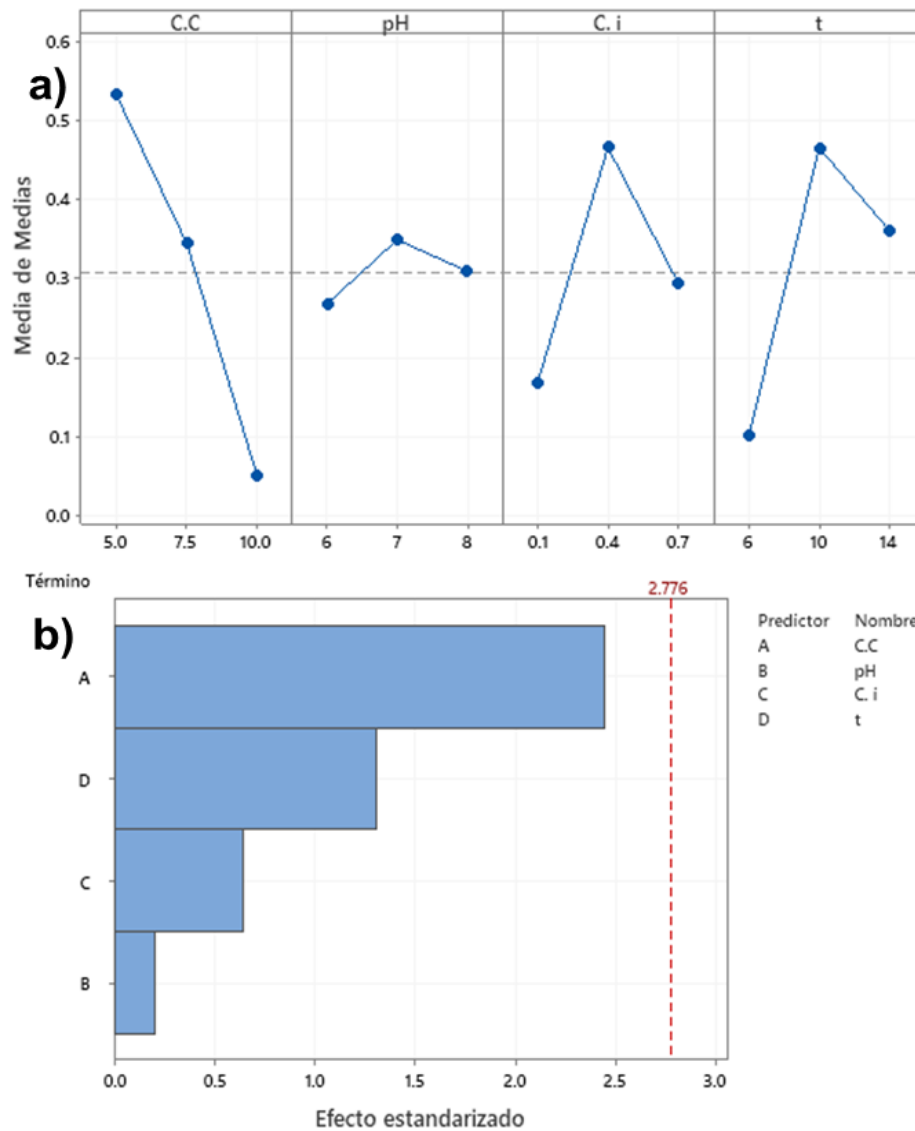 C.C pH C. i t
a)
Media de Medias
0.6
0.5
0.4
0.3
0.2
0.1
0.0
5.0 7.5 10.0 6 7 8 0.1 0.4 0.7 6 10 14
Término
2.776
b)
A
D
C
B
Predictor Nombre
A C.C
B pH
C C. i
D t
0.0 0.5 1.0 1.5 2.0 2.5 3.0
Efecto estandarizado